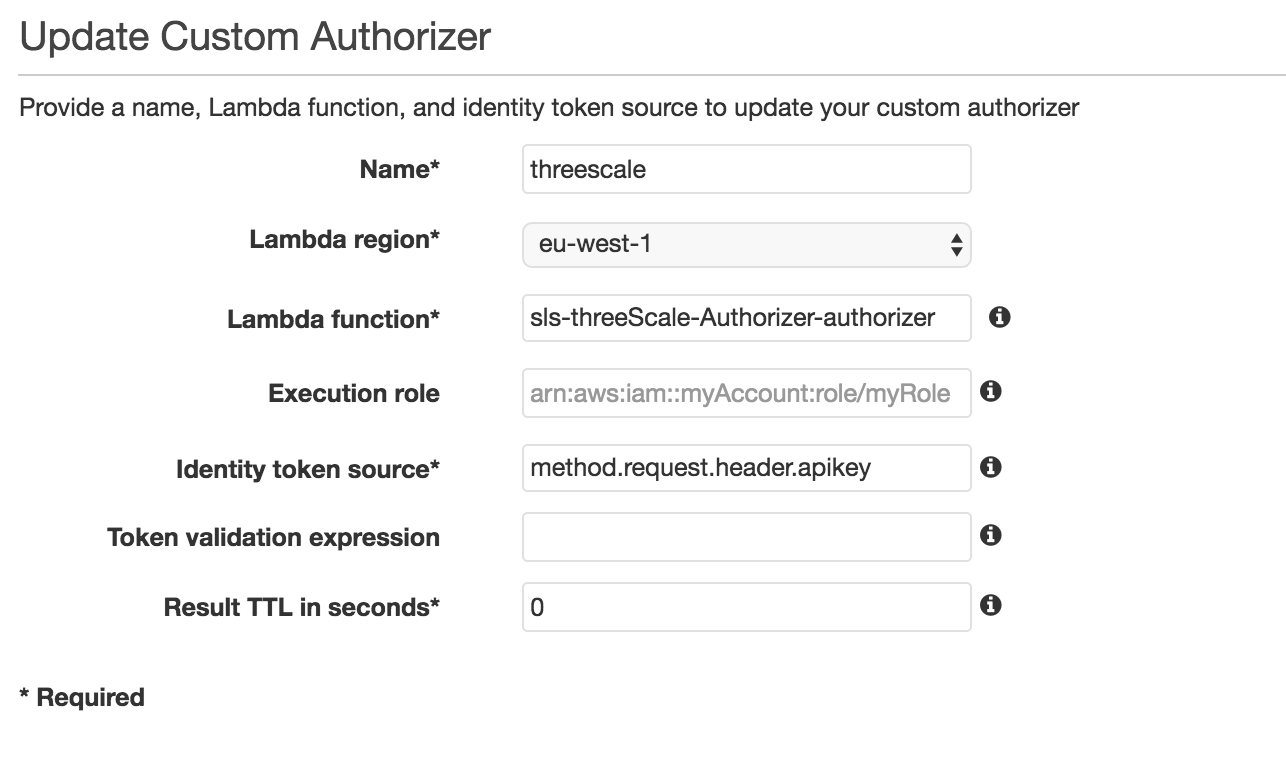 Update Custom Authorizer
Provide a name, Lambda function, and identity token source to update your custom authorizer
Name* threescale
Lambda region* eu-west-1
Lambda function* sls-threeScale-Authorizer-authorizer
Execution role arn:aws:iam::myAccount:role/myRole
Identity token source* method.request.header.apikey
Token validation expression
Result TTL in seconds* 0
* Required